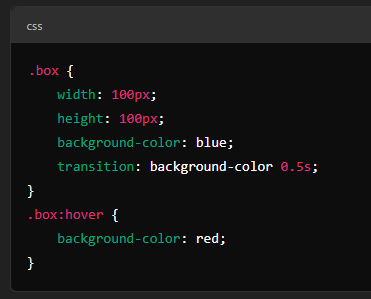 css
.box {
    width: 100px;
    height: 100px;
    background-color: blue;
    transition: background-color 0.5s;
}
.box:hover {
    background-color: red;
}